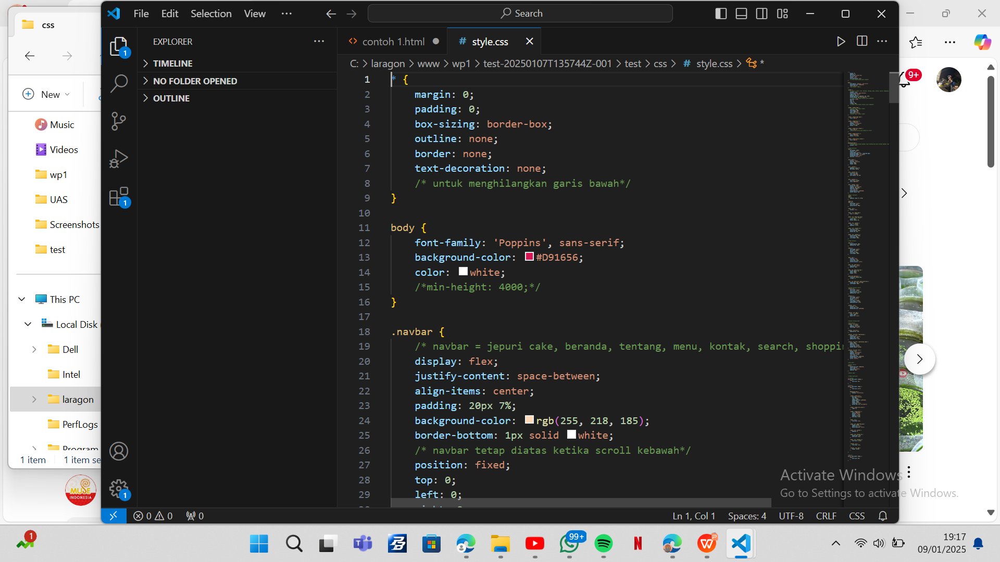 css
New
Music
Videos
wp1
UAS
Screenshots
test
This PC
Local Disk
Dell
Intel
laragon
PerfLogs
Program
1 item
1 item se
MUSE
INDONESIA
File
Edit
Selection
View
Search
1
1
1
EXPLORER
TIMELINE
NO FOLDER OPENED
OUTLINE
contoh 1.html
# style.css
C: > laragon > www > wp1 > test-20250107T135744Z-001 > test > css > # style.css > *
1 * {
2 margin: 0;
3 padding: 0;
4 box-sizing: border-box;
5 outline: none;
6 border: none;
7 text-decoration: none;
8 /* untuk menghilangkan garis bawah*/
9 }
10
11 body {
12 font-family: 'Poppins', sans-serif;
13 background-color: #D91656;
14 color: white;
15 /*min-height: 4000;*/
16 }
17
18 .navbar {
19 /* navbar = jepuri cake, beranda, tentang, menu, kontak, search, shoppin
20 display: flex;
21 justify-content: space-between;
22 align-items: center;
23 padding: 20px 7%;
24 background-color: rgb(255, 218, 185);
25 border-bottom: 1px solid white;
26 /* navbar tetap diatas ketika scroll kebawah*/
27 position: fixed;
28 top: 0;
29 left: 0;
0 0
0
Ln 1, Col 1
Spaces: 4
UTF-8
CRLF
CSS
9+
Activate Windows
Go to Settings to activate Windows.
1
99+
19:17
09/01/2025